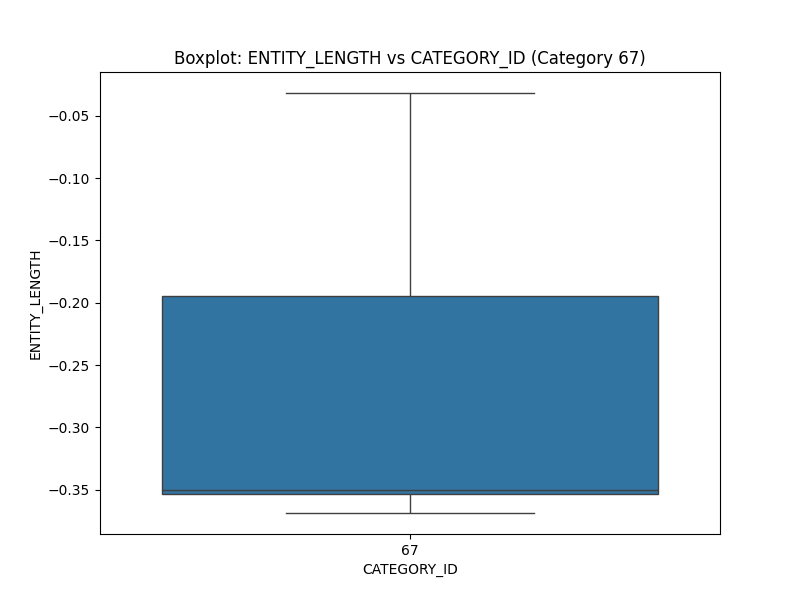 Boxplot: ENTITY_LENGTH vs CATEGORY_ID (Category 67)
ENTITY_LENGTH
−0.05
−0.10
−0.15
−0.20
−0.25
−0.30
−0.35
67
CATEGORY_ID